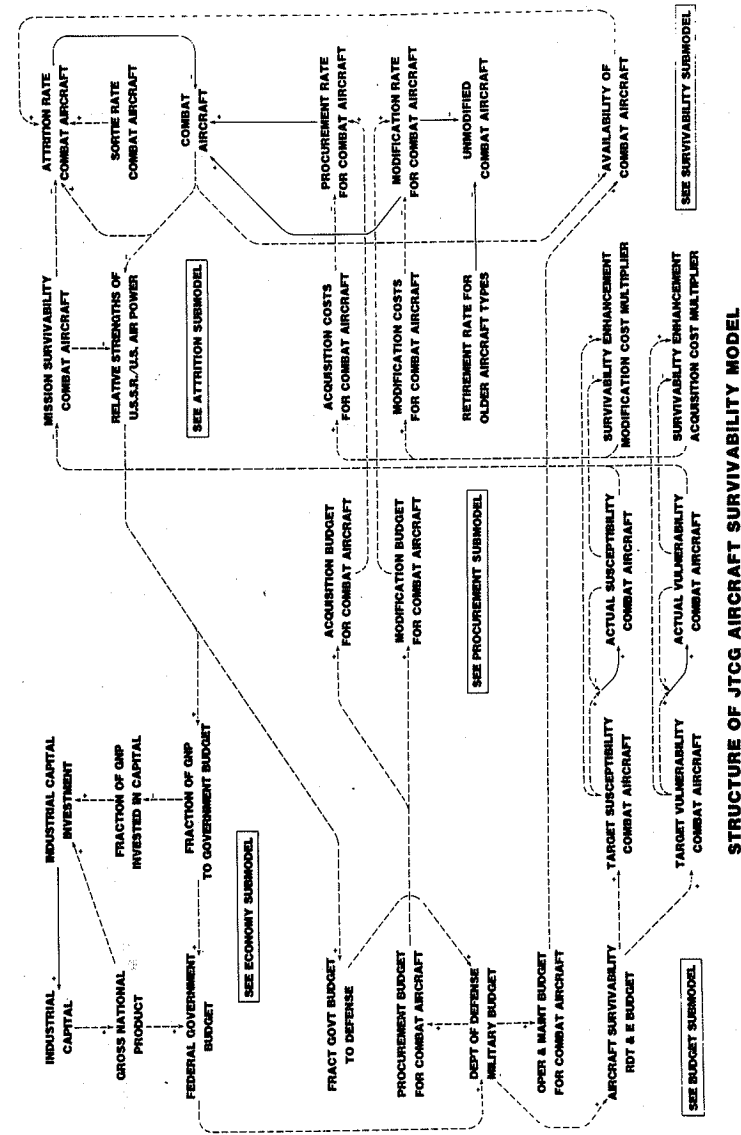 INDUSTRIAL
CAPITAL
INDUSTRIAL CAPITAL
INVESTMENT
MISSION SURVIVABILITY
COMBAT AIRCRAFT
ATTRITION RATE
COMBAT AIRCRAFT
GROSS NATIONAL
PRODUCT
FRACTION OF GNP
INVESTED IN CAPITAL
RELATIVE STRENGTHS OF
U.S.S.R./U.S. AIR POWER
SORTIE RATE
COMBAT AIRCRAFT
FEDERAL GOVERNMENT
BUDGET
FRACTION OF GNP
TO GOVERNMENT BUDGET
COMBAT
AIRCRAFT
SEE ECONOMY SUBMODEL
SEE ATTRITION SUBMODEL
FRACT GOVT BUDGET
TO DEFENSE
ACQUISITION BUDGET
FOR COMBAT AIRCRAFT
ACQUISITION COSTS
FOR COMBAT AIRCRAFT
PROCUREMENT RATE
FOR COMBAT AIRCRAFT
PROCUREMENT BUDGET
FOR COMBAT AIRCRAFT
MODIFICATION BUDGET
FOR COMBAT AIRCRAFT
MODIFICATION COSTS
FOR COMBAT AIRCRAFT
MODIFICATION RATE
FOR COMBAT AIRCRAFT
DEPT OF DEFENSE
MILITARY BUDGET
SEE PROCUREMENT SUBMODEL
RETIREMENT RATE FOR
OLDER AIRCRAFT TYPES
UNMODIFIED
COMBAT AIRCRAFT
OPER & MAINT BUDGET
FOR COMBAT AIRCRAFT
AIRCRAFT SURVIVABILITY
RDT & E BUDGET
TARGET SUSCEPTIBILITY
COMBAT AIRCRAFT
ACTUAL SUSCEPTIBILITY
COMBAT AIRCRAFT
SURVIVABILITY ENHANCEMENT
MODIFICATION COST MULTIPLIER
AVAILABILITY OF
COMBAT AIRCRAFT
SEE BUDGET SUBMODEL
TARGET VULNERABILITY
COMBAT AIRCRAFT
ACTUAL VULNERABILITY
COMBAT AIRCRAFT
SURVIVABILITY ENHANCEMENT
ACQUISITION COST MULTIPLIER
SEE SURVIVABILITY SUBMODEL
STRUCTURE OF JTCG AIRCRAFT SURVIVABILITY MODEL